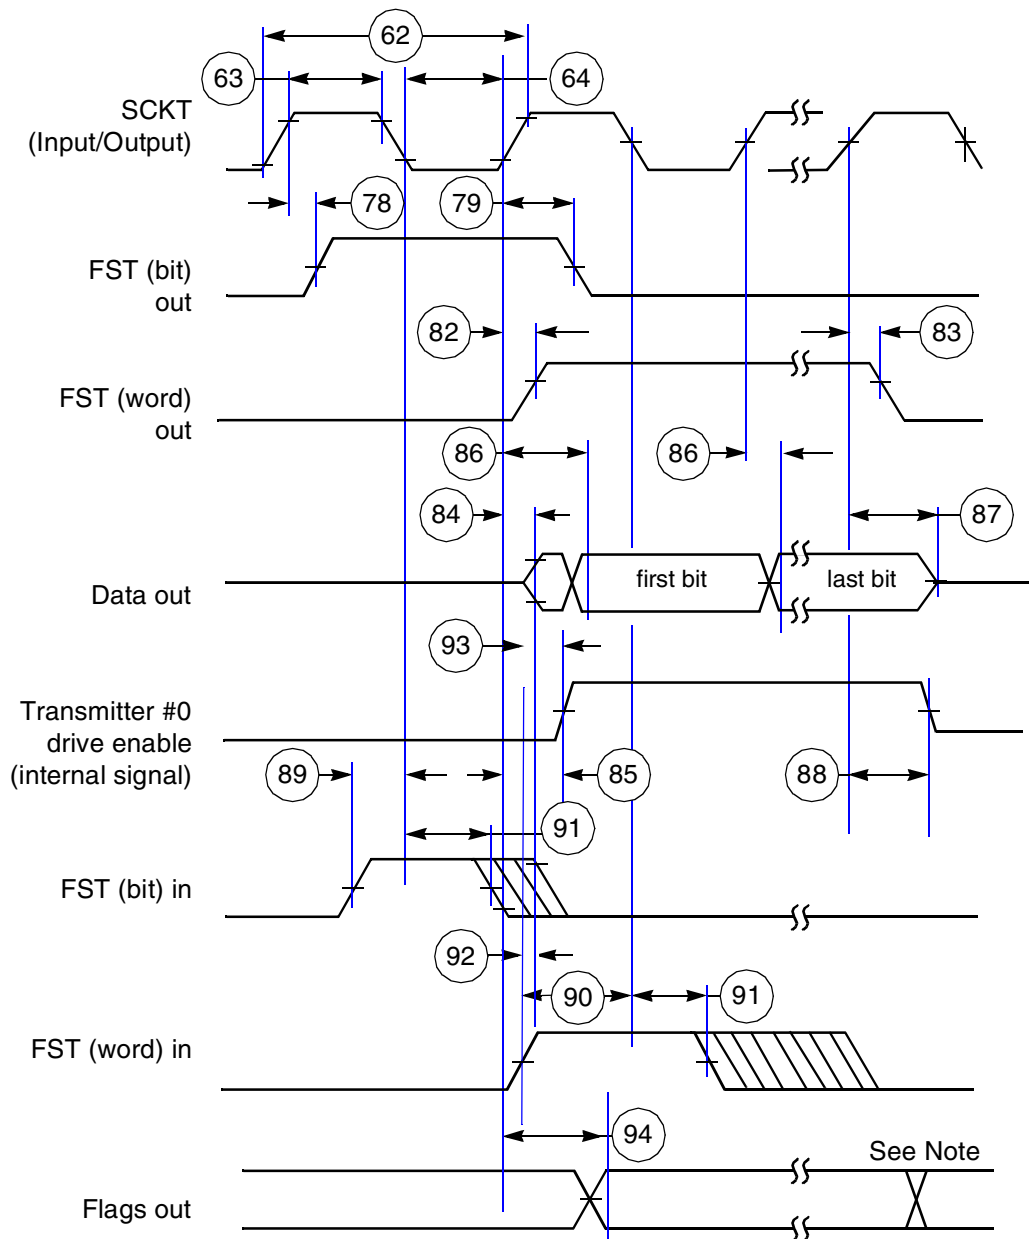 62
63
64
SCKT
(Input/Output)
78
79
FST (bit)
out
82
83
FST (word)
out
86
86
84
87
Data out
first bit
last bit
93
Transmitter #0
drive enable
(internal signal)
89
85
88
91
FST (bit) in
92
90
91
FST (word) in
94
See Note
Flags out